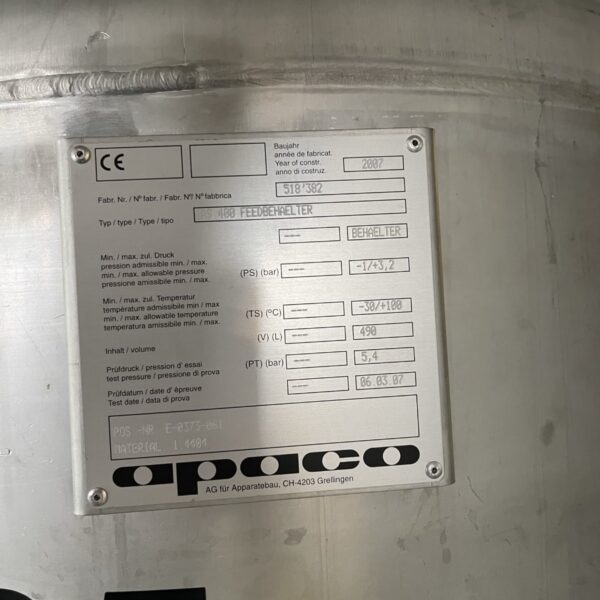 CE
Baujahr
année de fabricat.
Year of constr.
anno di costruz.
2007
Fabr. Nr. / Nº fabr. / Fabr. Nº/ Nº fabbrica
518'382
Typ / type / Type / tipo
400 FEEDBEHAELTER
--- BEHAELTER
Min. / max. zul. Druck
pression admissible min. / max.
min. / max. allowable pressure
pressione amissibile min. / max.
(PS) (bar) --- -1/+3,2
Min. / max. zul. Temperatur
température admissible min / max
min. / max. allowable temperature
temperatura amissibile min./ max.
(TS) (ºC) --- -30/+100
Inhalt / volume
(V) (L) --- 490
Prüfdruck / pression d' essai
test pressure / pressione di prova
(PT) (bar) --- 5,4
Prüfdatum / date d' épreuve
Test date / data di prova
--- 06.03.07
POS.-NR. E-0373-061
MATERIAL 1.4404
apaco
AG für Apparatebau, CH-4203 Grellingen